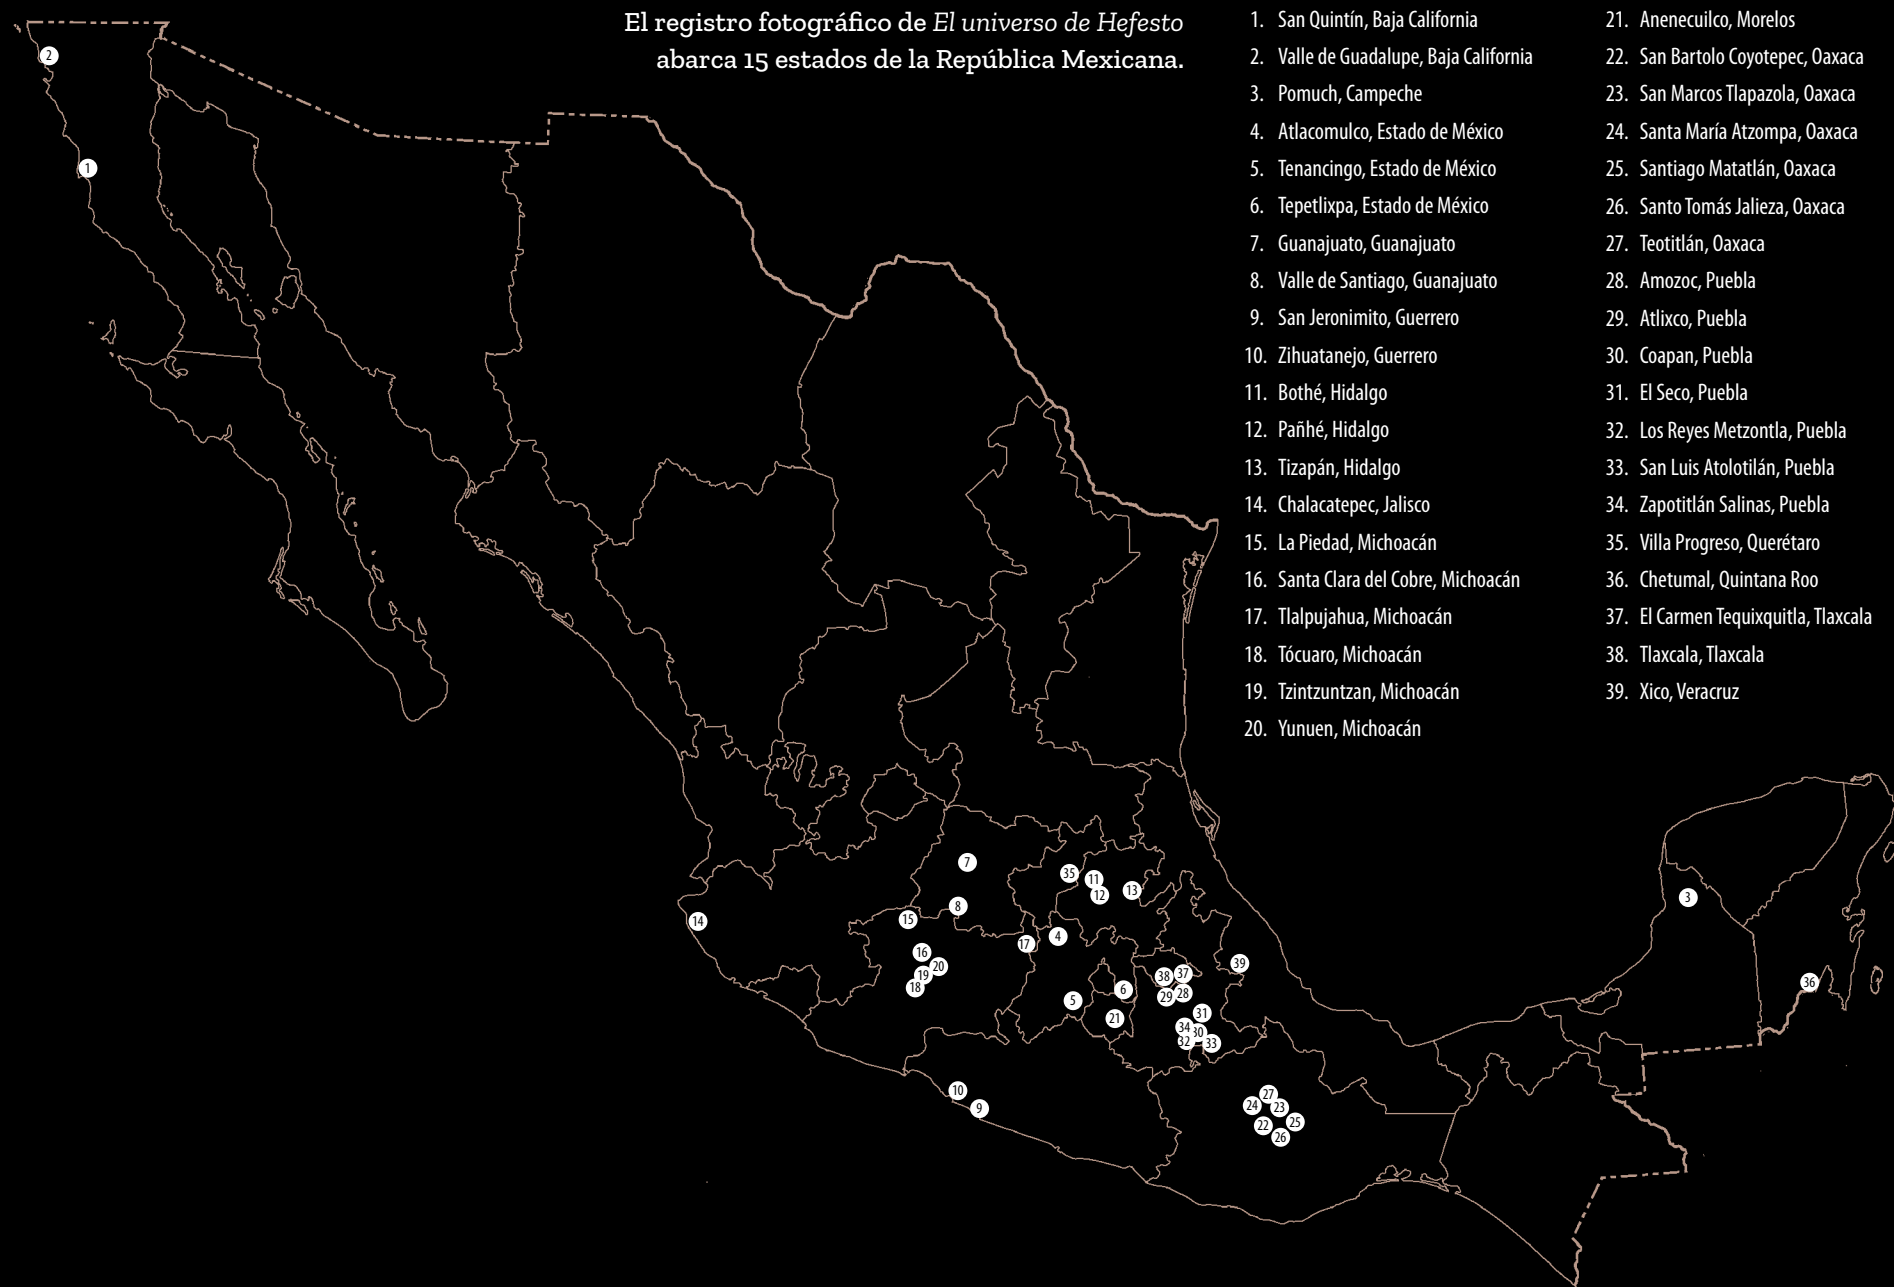 El registro fotográfico de El universo de Hefesto
abarca 15 estados de la República Mexicana.
1. San Quintín, Baja California
2. Valle de Guadalupe, Baja California
3. Pomuch, Campeche
4. Atlacomulco, Estado de México
5. Tenancingo, Estado de México
6. Tepetlixpa, Estado de México
7. Guanajuato, Guanajuato
8. Valle de Santiago, Guanajuato
9. San Jeronimito, Guerrero
10. Zihuatanejo, Guerrero
11. Bothé, Hidalgo
12. Pañhé, Hidalgo
13. Tizapán, Hidalgo
14. Chalacatepec, Jalisco
15. La Piedad, Michoacán
16. Santa Clara del Cobre, Michoacán
17. Tlalpujahua, Michoacán
18. Tócuaro, Michoacán
19. Tzintzuntzan, Michoacán
20. Yunuen, Michoacán
21. Anenecuilco, Morelos
22. San Bartolo Coyotepec, Oaxaca
23. San Marcos Tlapazola, Oaxaca
24. Santa María Atzompa, Oaxaca
25. Santiago Matatlán, Oaxaca
26. Santo Tomás Jalieza, Oaxaca
27. Teotitlán, Oaxaca
28. Amozoc, Puebla
29. Atlixco, Puebla
30. Coapan, Puebla
31. El Seco, Puebla
32. Los Reyes Metzontla, Puebla
33. San Luis Atolotilán, Puebla
34. Zapotitlán Salinas, Puebla
35. Villa Progreso, Querétaro
36. Chetumal, Quintana Roo
37. El Carmen Tequixquitla, Tlaxcala
38. Tlaxcala, Tlaxcala
39. Xico, Veracruz
2
1
7
35
11
12
13
3
8
15
14
4
17
16
20
19
18
39
38
37
6
29
28
5
36
21
31
34
30
32
33
10
9
27
24
23
22
25
26